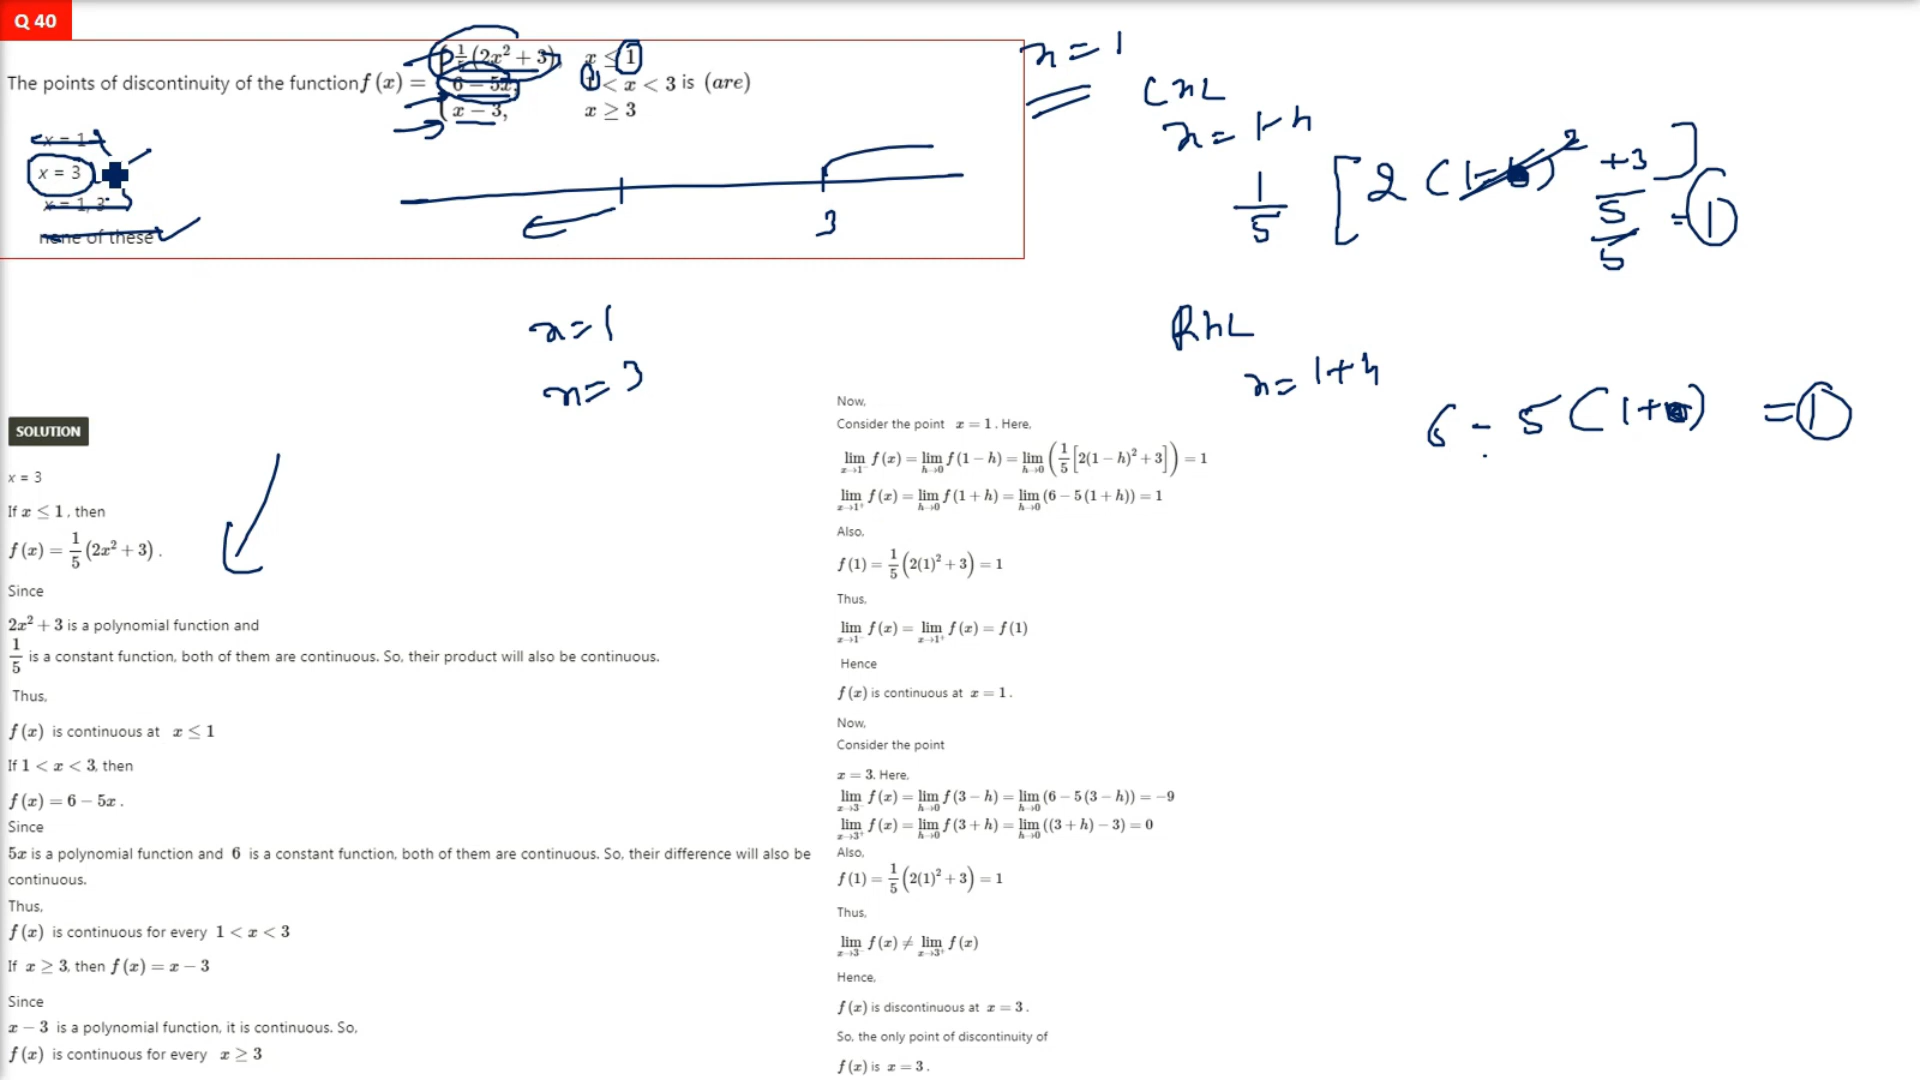 Q 40
The points of discontinuity of the function f(x) = { 1/5 (2x² + 3), x ≤ 1
6 − 5x, 1 < x < 3 is (are)
x − 3, x ≥ 3
x = 1
x = 3
x = 1, 3
none of these
3
x = 1
x = 3
x = 1
LHL
x = 1-h
1/5 [2(1-0)² + 3]
5/5 = 1
RhL
x = 1+h
6 - 5(1+0) = 1
SOLUTION
x = 3
If x ≤ 1, then
f(x) = 1/5 (2x² + 3).
Since
2x² + 3 is a polynomial function and
1/5 is a constant function, both of them are continuous. So, their product will also be continuous.
Thus,
f(x) is continuous at x ≤ 1
If 1 < x < 3, then
f(x) = 6 − 5x.
Since
5x is a polynomial function and 6 is a constant function, both of them are continuous. So, their difference will also be
continuous.
Thus,
f(x) is continuous for every 1 < x < 3
If x ≥ 3, then f(x) = x − 3
Since
x − 3 is a polynomial function, it is continuous. So,
f(x) is continuous for every x ≥ 3
Now,
Consider the point x = 1. Here,
lim x→1⁻ f(x) = lim h→0 f(1 − h) = lim h→0 (1/5 [2(1 − h)² + 3]) = 1
lim x→1⁺ f(x) = lim h→0 f(1 + h) = lim h→0 (6 − 5(1 + h)) = 1
Also,
f(1) = 1/5 (2(1)² + 3) = 1
Thus,
lim x→1⁻ f(x) = lim x→1⁺ f(x) = f(1)
Hence
f(x) is continuous at x = 1.
Now,
Consider the point
x = 3. Here,
lim x→3⁻ f(x) = lim h→0 f(3 − h) = lim h→0 (6 − 5(3 − h)) = −9
lim x→3⁺ f(x) = lim h→0 f(3 + h) = lim h→0 ((3 + h) − 3) = 0
Also,
f(1) = 1/5 (2(1)² + 3) = 1
Thus,
lim x→3⁻ f(x) ≠ lim x→3⁺ f(x)
Hence,
f(x) is discontinuous at x = 3.
So, the only point of discontinuity of
f(x) is x = 3.